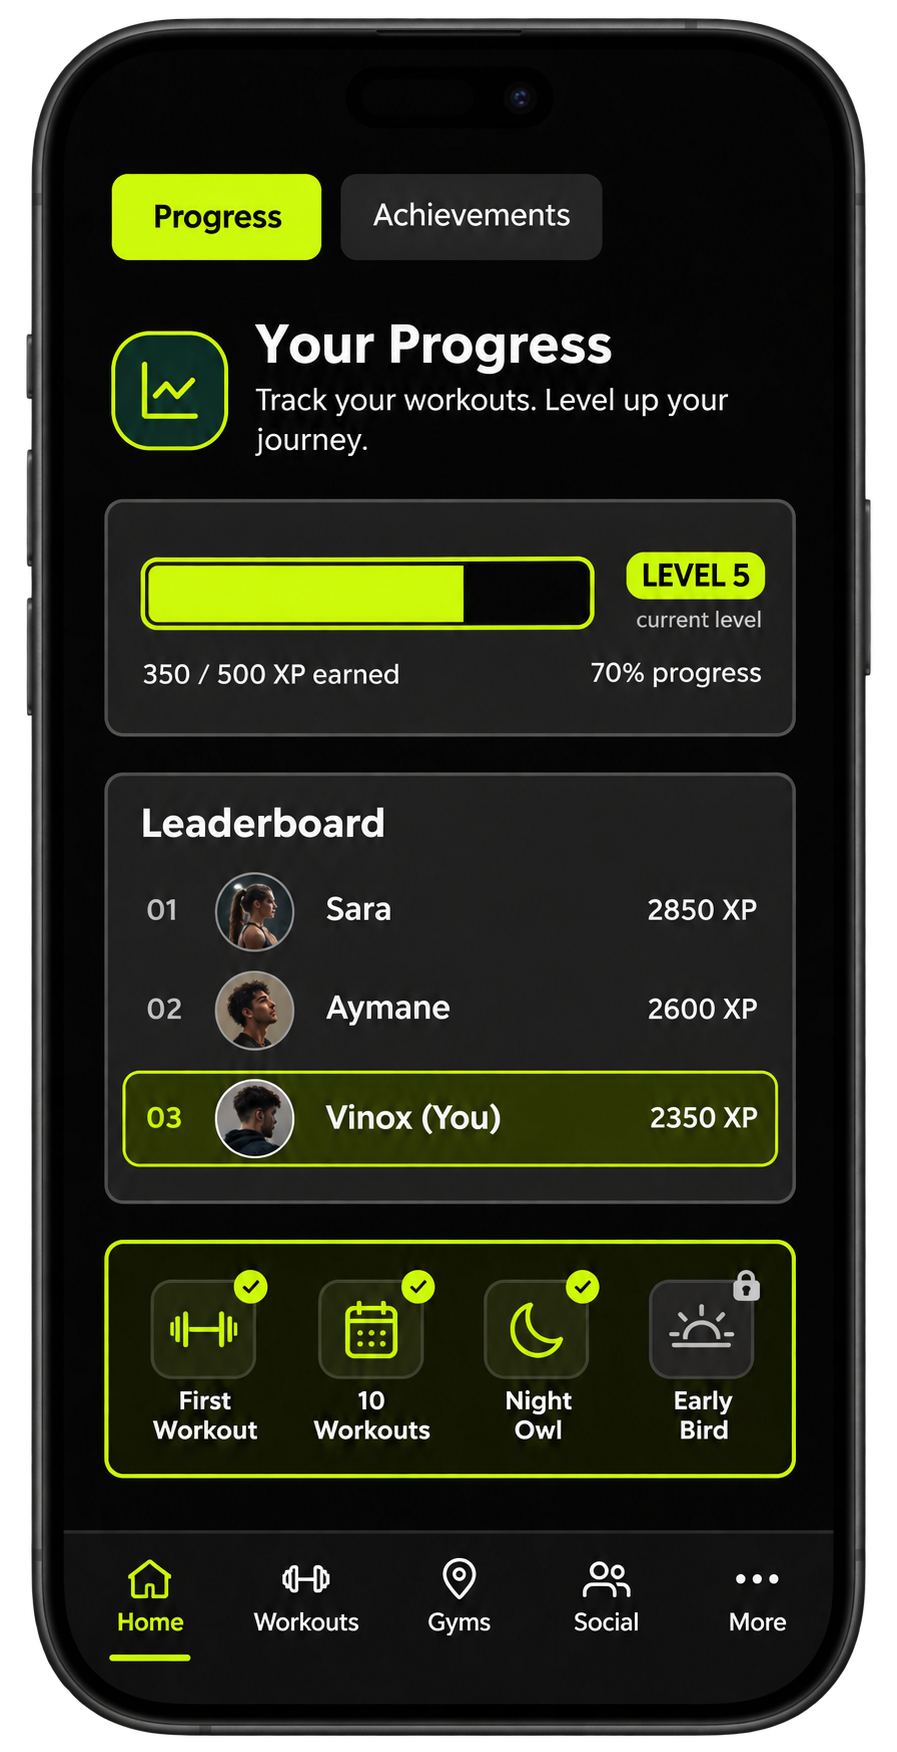 Progress
Achievements
Your Progress
Track your workouts. Level up your
journey.
LEVEL 5
current level
350 / 500 XP earned
70% progress
Leaderboard
01 Sara 2850 XP
02 Aymane 2600 XP
03 Vinox (You) 2350 XP
First
Workout
10
Workouts
Night
Owl
Early
Bird
Home
Workouts
Gyms
Social
More